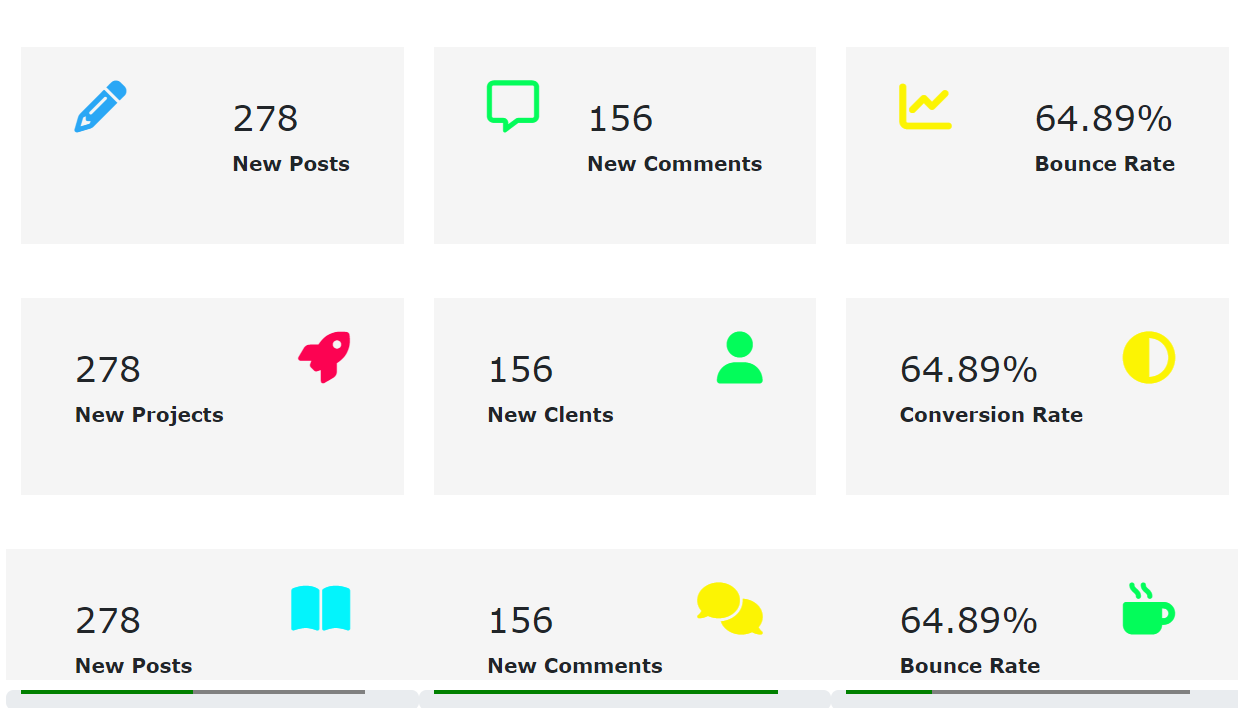 278
New Posts
156
New Comments
64.89%
Bounce Rate
278
New Projects
156
New Clents
64.89%
Conversion Rate
278
New Posts
156
New Comments
64.89%
Bounce Rate